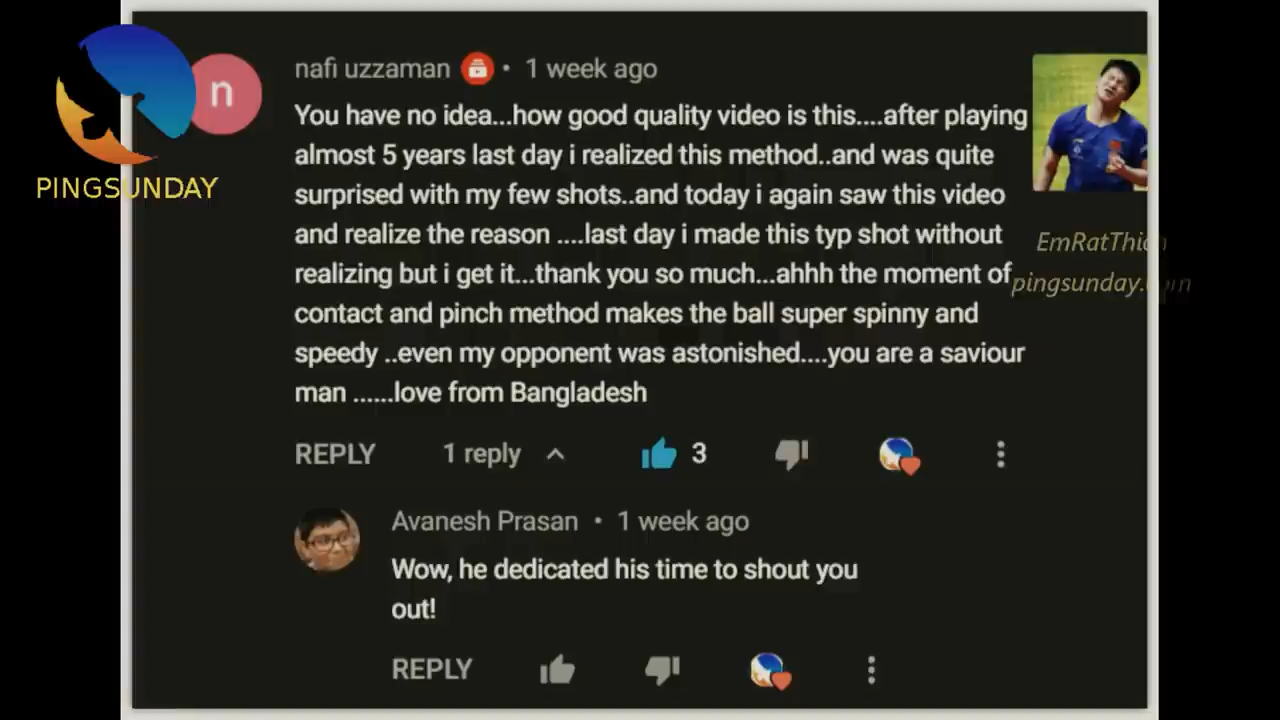 nafi uzzaman • 1 week ago
n
You have no idea...how good quality video is this....after playing
almost 5 years last day i realized this method..and was quite
surprised with my few shots..and today i again saw this video
and realize the reason ....last day i made this typ shot without
realizing but i get it...thank you so much...ahhh the moment of
contact and pinch method makes the ball super spinny and
speedy ..even my opponent was astonished....you are a saviour
man ......love from Bangladesh
PINGSUNDAY
EmRatThich
pingsunday.com
REPLY 1 reply 3
Avanesh Prasan • 1 week ago
Wow, he dedicated his time to shout you
out!
REPLY